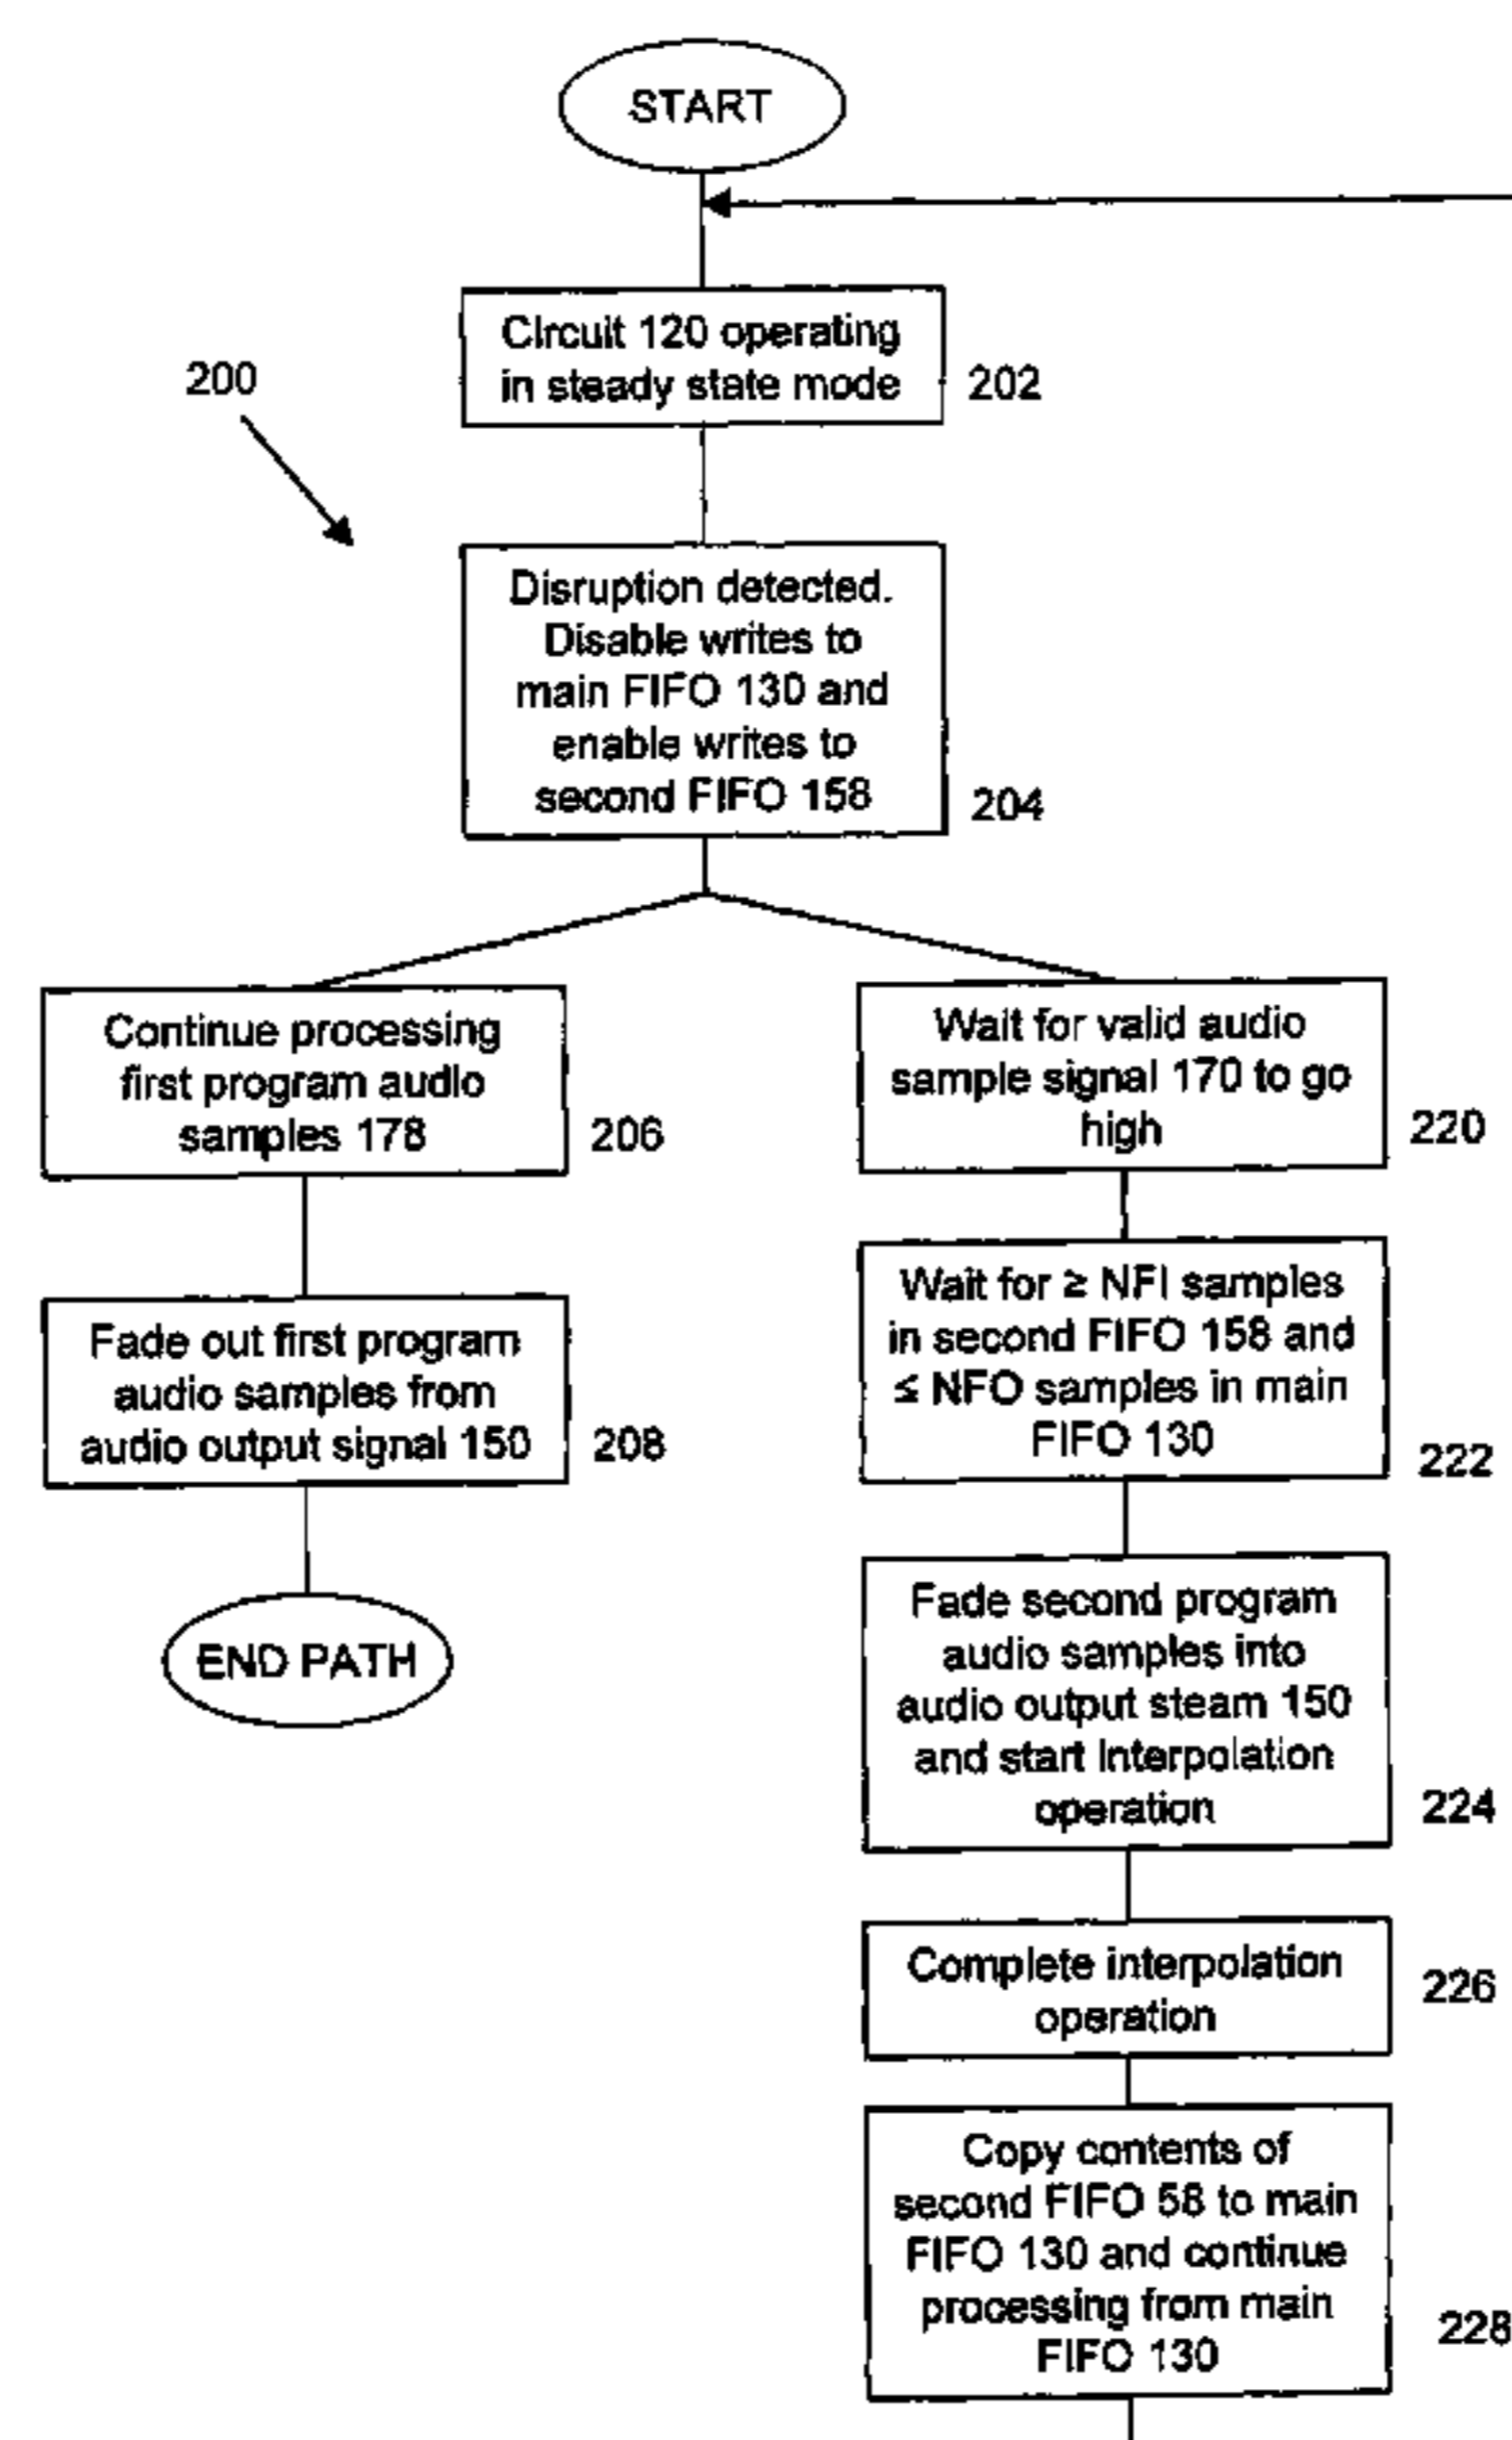 START
Circuit 120 operating
in steady state mode
202
200
Disruption detected.
Disable writes to
main FIFO 130 and
enable writes to
second FIFO 158
204
Continue processing
first program audio
samples 178
206
Fade out first program
audio samples from
audio output signal 150
208
END PATH
Wait for valid audio
sample signal 170 to go
high
220
Wait for ≥ NFI samples
in second FIFO 158 and
≤ NFO samples in main
FIFO 130
222
Fade second program
audio samples into
audio output steam 150
and start interpolation
operation
224
Complete interpolation
operation
226
Copy contents of
second FIFO 58 to main
FIFO 130 and continue
processing from main
FIFO 130
228